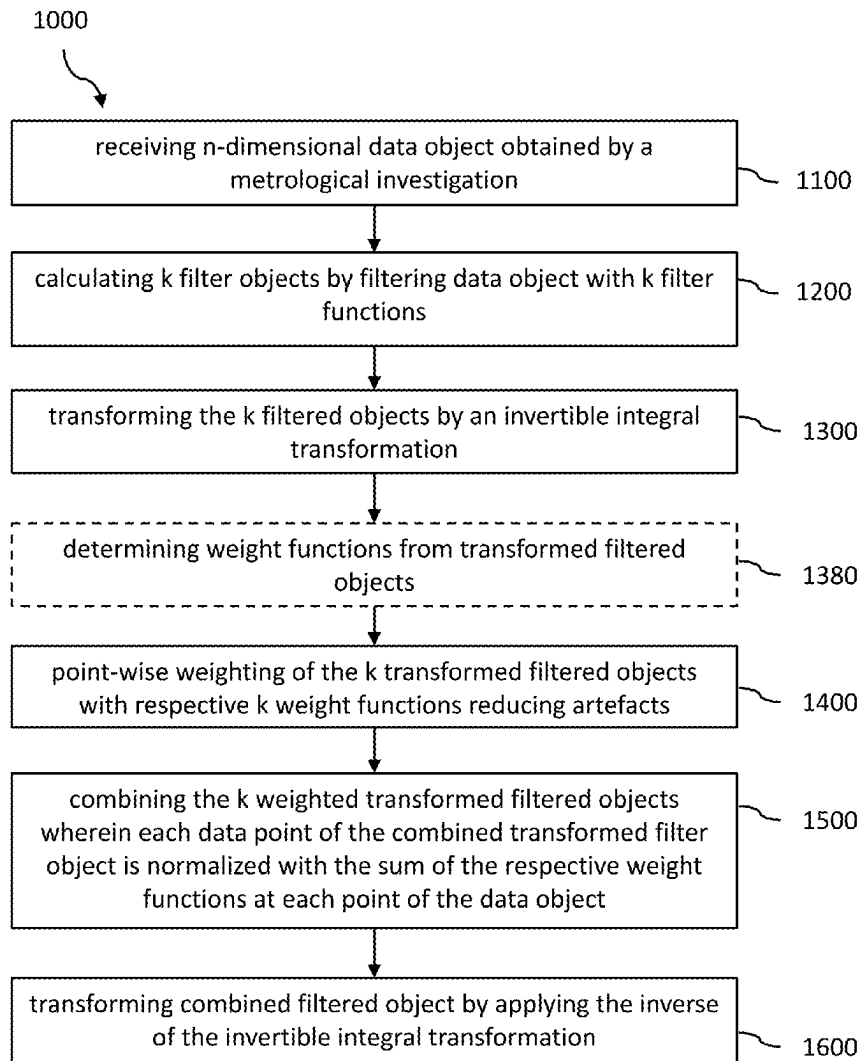 1000
receiving n-dimensional data object obtained by a
metrological investigation
1100
calculating k filter objects by filtering data object with k filter
functions
1200
transforming the k filtered objects by an invertible integral
transformation
1300
determining weight functions from transformed filtered
objects
1380
point-wise weighting of the k transformed filtered objects
with respective k weight functions reducing artefacts
1400
combining the k weighted transformed filtered objects
wherein each data point of the combined transformed filter
object is normalized with the sum of the respective weight
functions at each point of the data object
1500
transforming combined filtered object by applying the inverse
of the invertible integral transformation
1600